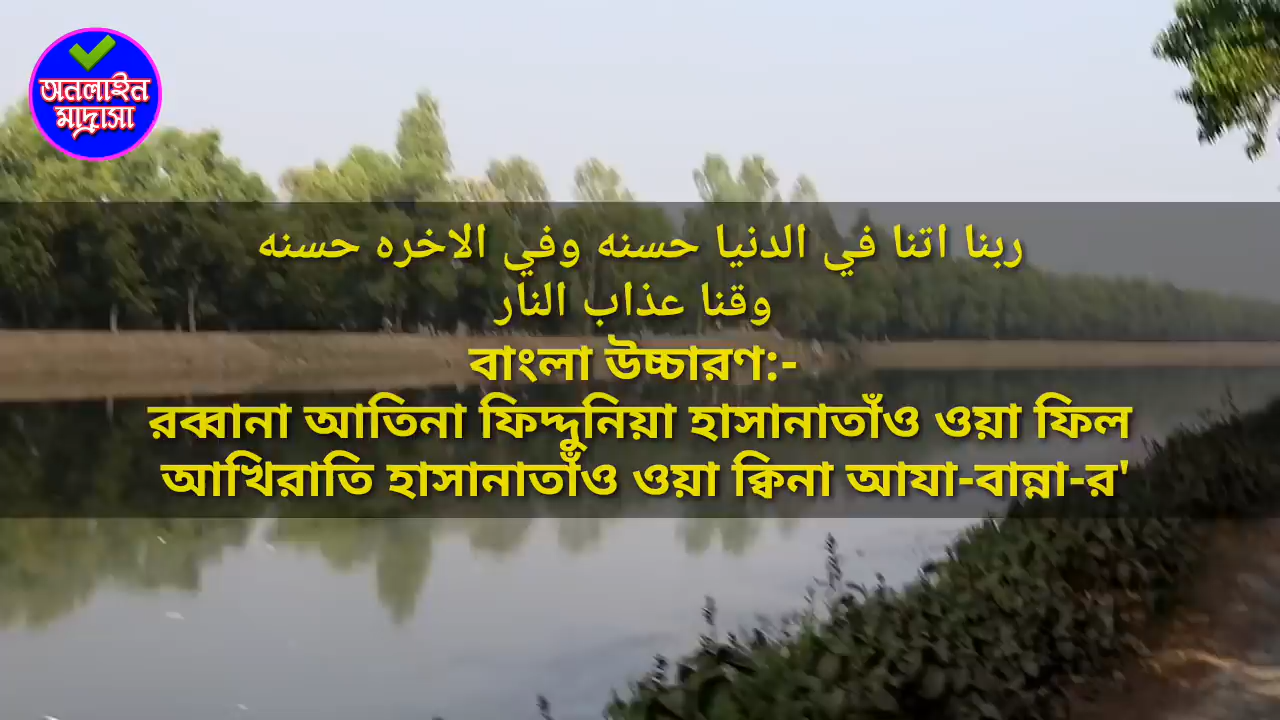 অনলাইন
মাদ্রাসা
ربنا اتنا في الدنيا حسنه وفي الاخره حسنه
وقنا عذاب النار
বাংলা উচ্চারণ:-
রব্বানা আতিনা ফিদ্দুনিয়া হাসানাতাঁও ওয়া ফিল
আখিরাতি হাসানাতাঁও ওয়া ক্বিনা আযা-বান্না-র'